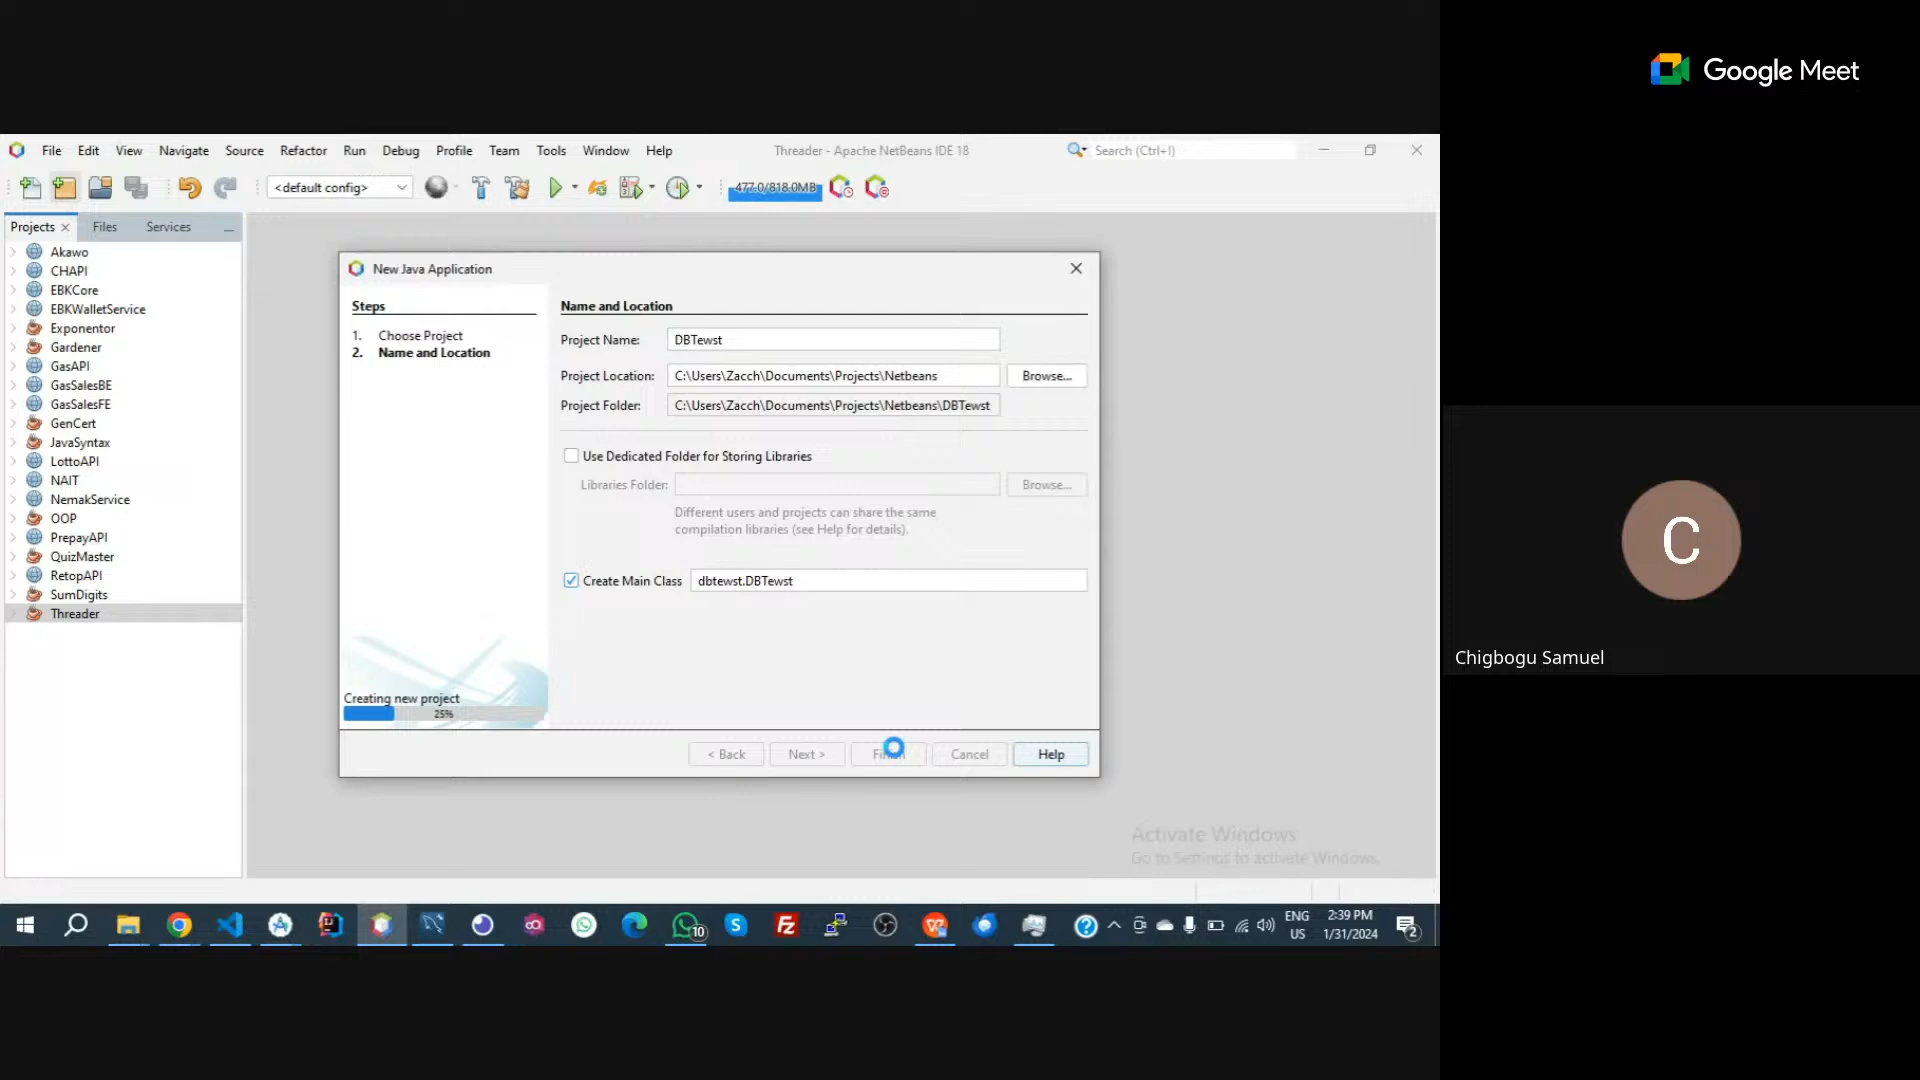 Google Meet
File Edit View Navigate Source Refactor Run Debug Profile Team Tools Window Help
Threader - Apache NetBeans IDE 18
Search (Ctrl+I)
<default config>
477.0/818.0MB
Projects
Files
Services
Akawo
CHAPI
EBKCore
EBKWalletService
Exponentor
Gardener
GasAPI
GasSalesBE
GasSalesFE
GenCert
JavaSyntax
LottoAPI
NAIT
NemakService
OOP
PrepayAPI
QuizMaster
RetopAPI
SumDigits
Threader
New Java Application
Steps
1. Choose Project
2. Name and Location
Creating new project
25%
Name and Location
Project Name: DBTewst
Project Location: C:\Users\Zacch\Documents\Projects\Netbeans Browse...
Project Folder: C:\Users\Zacch\Documents\Projects\Netbeans\DBTewst
Use Dedicated Folder for Storing Libraries
Libraries Folder: Browse...
Different users and projects can share the same
compilation libraries (see Help for details).
Create Main Class dbtewst.DBTewst
< Back Next > Finish Cancel Help
Activate Windows
Go to Settings to activate Windows.
10
ENG
US
2:39 PM
1/31/2024
2
C
Chigbogu Samuel